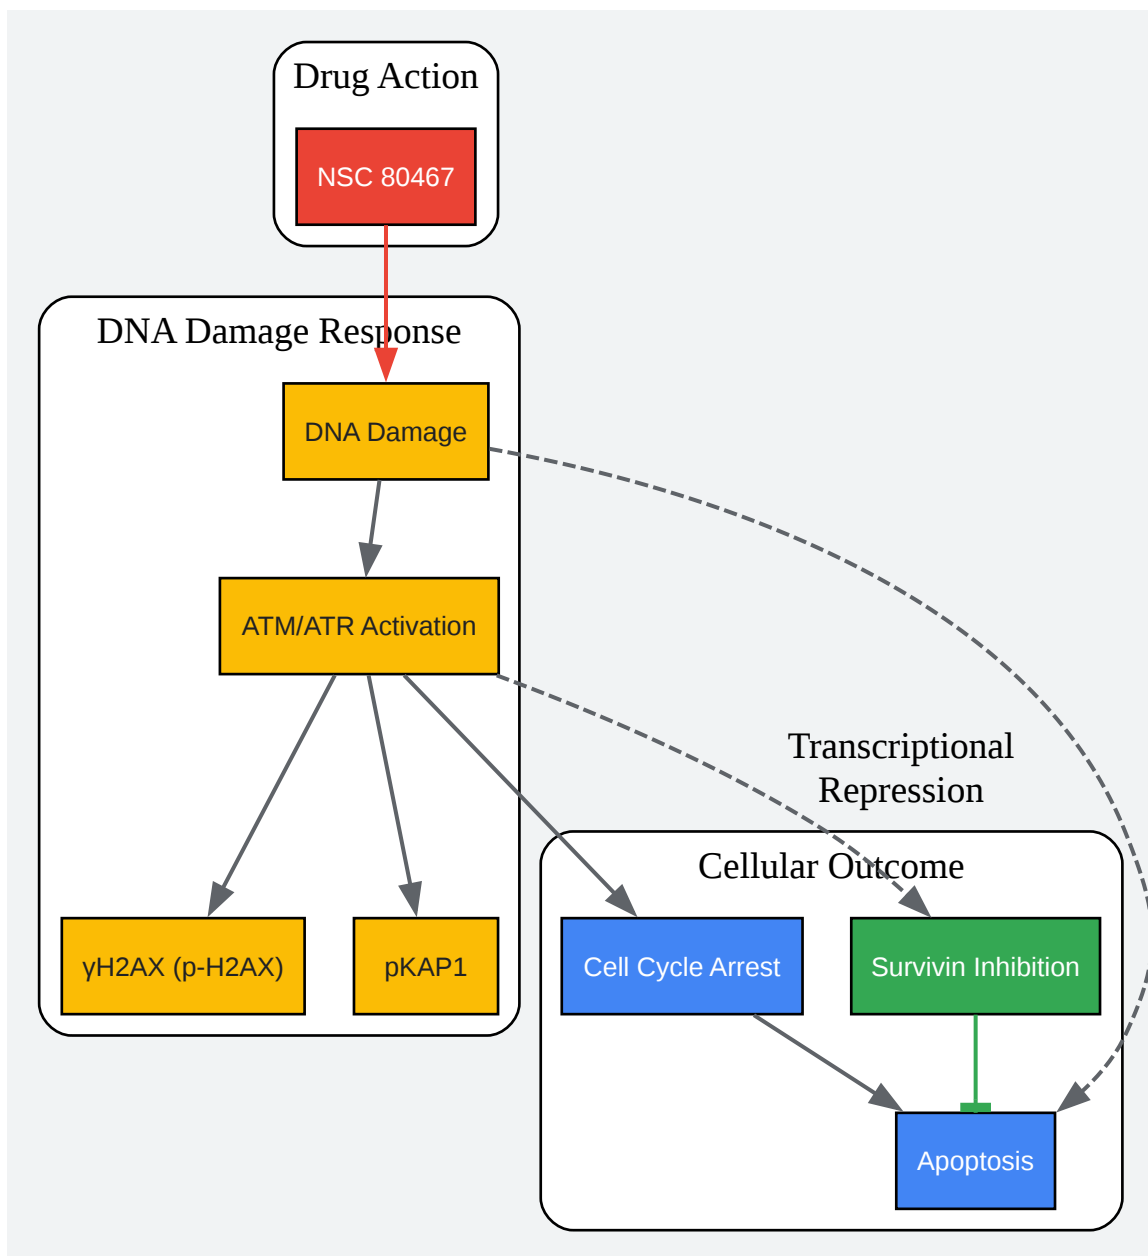 Drug Action
NSC 80467
DNA Damage Response
DNA Damage
ATM/ATR Activation
Transcriptional
Repression
Cellular Outcome
γH2AX (p-H2AX)
pKAP1
Cell Cycle Arrest
Survivin Inhibition
Apoptosis